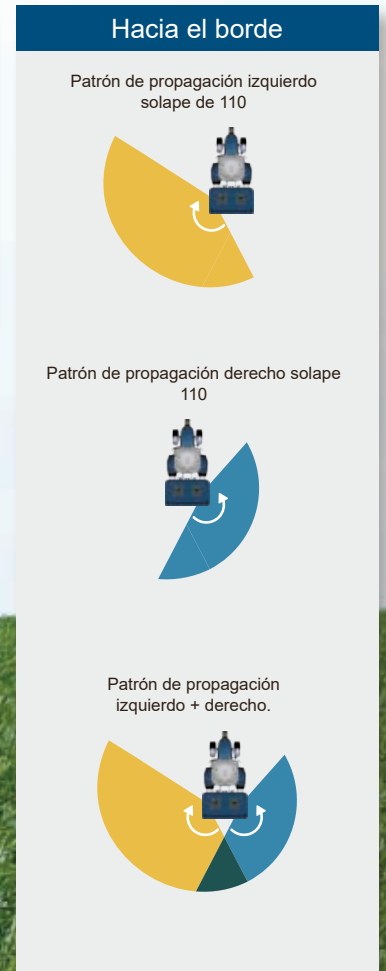 Hacia el borde
Patrón de propagación izquierdo
solape de 110
Patrón de propagación derecho solape
110
Patrón de propagación
izquierdo + derecho.